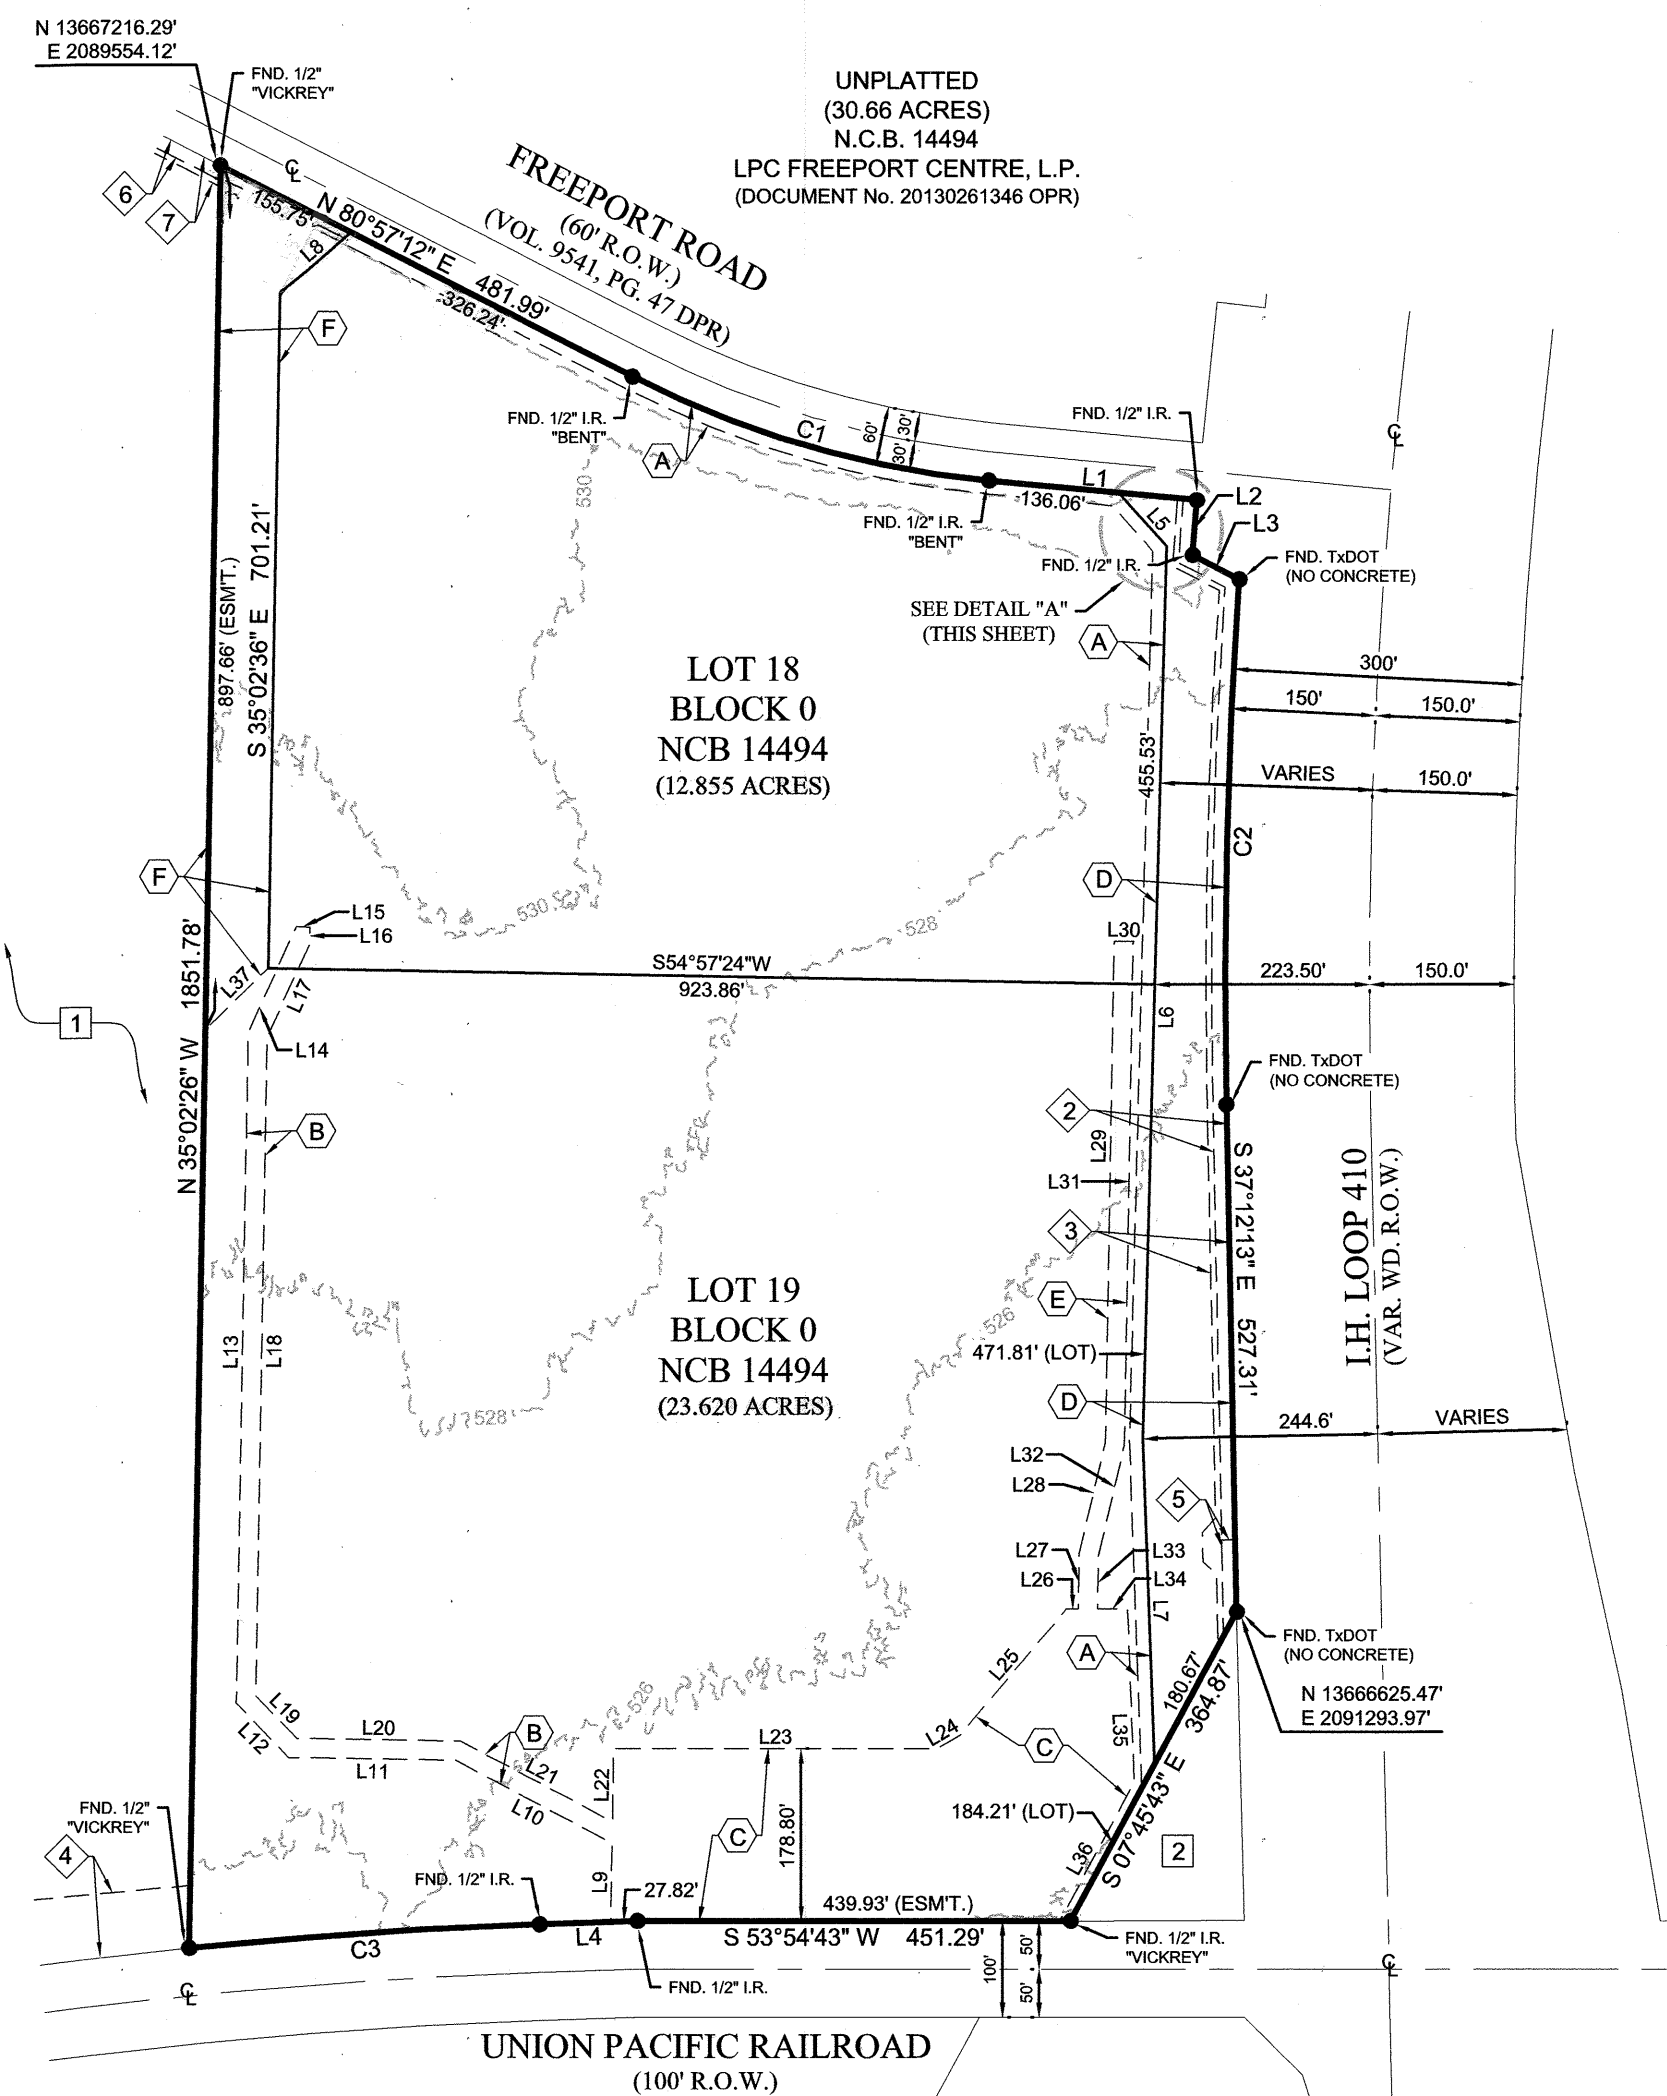 N 13667216.29'
E 2089554.12'
FND. 1/2"
"VICKREY"
UNPLATTED
(30.66 ACRES)
N.C.B. 14494
LPC FREEPORT CENTRE, L.P.
(DOCUMENT No. 20130261346 OPR)
6
7
℄
FREEPORT ROAD
(60' R.O.W.)
(VOL. 9541, PG. 47 DPR)
155.75'
N 80°57'12" E 481.99'
326.24'
L8
F
FND. 1/2" I.R.
"BENT"
A
C1
60'
30'
30'
FND. 1/2" I.R.
℄
L1
136.06'
L2
L3
L5
FND. 1/2" I.R.
"BENT"
FND. 1/2" I.R.
FND. TxDOT
(NO CONCRETE)
530
SEE DETAIL "A"
(THIS SHEET)
A
897.66' (ESM'T.)
S 35°02'36" E 701.21'
LOT 18
BLOCK 0
NCB 14494
(12.855 ACRES)
300'
150'
150.0'
455.53'
VARIES
150.0'
C2
F
D
530
528
L15
L16
L30
S54°57'24"W
923.86'
223.50'
150.0'
L37
L17
L14
L6
1
N 35°02'26" W 1851.78'
FND. TxDOT
(NO CONCRETE)
B
2
L29
L31
3
S 37°12'13" E 527.31'
I.H. LOOP 410
(VAR. WD. R.O.W.)
E
LOT 19
BLOCK 0
NCB 14494
(23.620 ACRES)
526
471.81' (LOT)
L13
L18
528
D
244.6'
VARIES
L32
L28
5
L27
L26
L33
L34
L7
FND. TxDOT
(NO CONCRETE)
A
L25
180.67'
364.87'
N 13666625.47'
E 2091293.97'
526
L19
L12
L20
B
L23
L24
C
L35
L11
L21
L22
L10
FND. 1/2"
"VICKREY"
4
C
178.80'
184.21' (LOT)
S 07°45'43" E
2
L36
FND. 1/2" I.R.
L9
27.82'
439.93' (ESM'T.)
C3
L4
S 53°54'43" W 451.29'
FND. 1/2" I.R.
"VICKREY"
100'
50'
50'
℄
℄
FND. 1/2" I.R.
UNION PACIFIC RAILROAD
(100' R.O.W.)